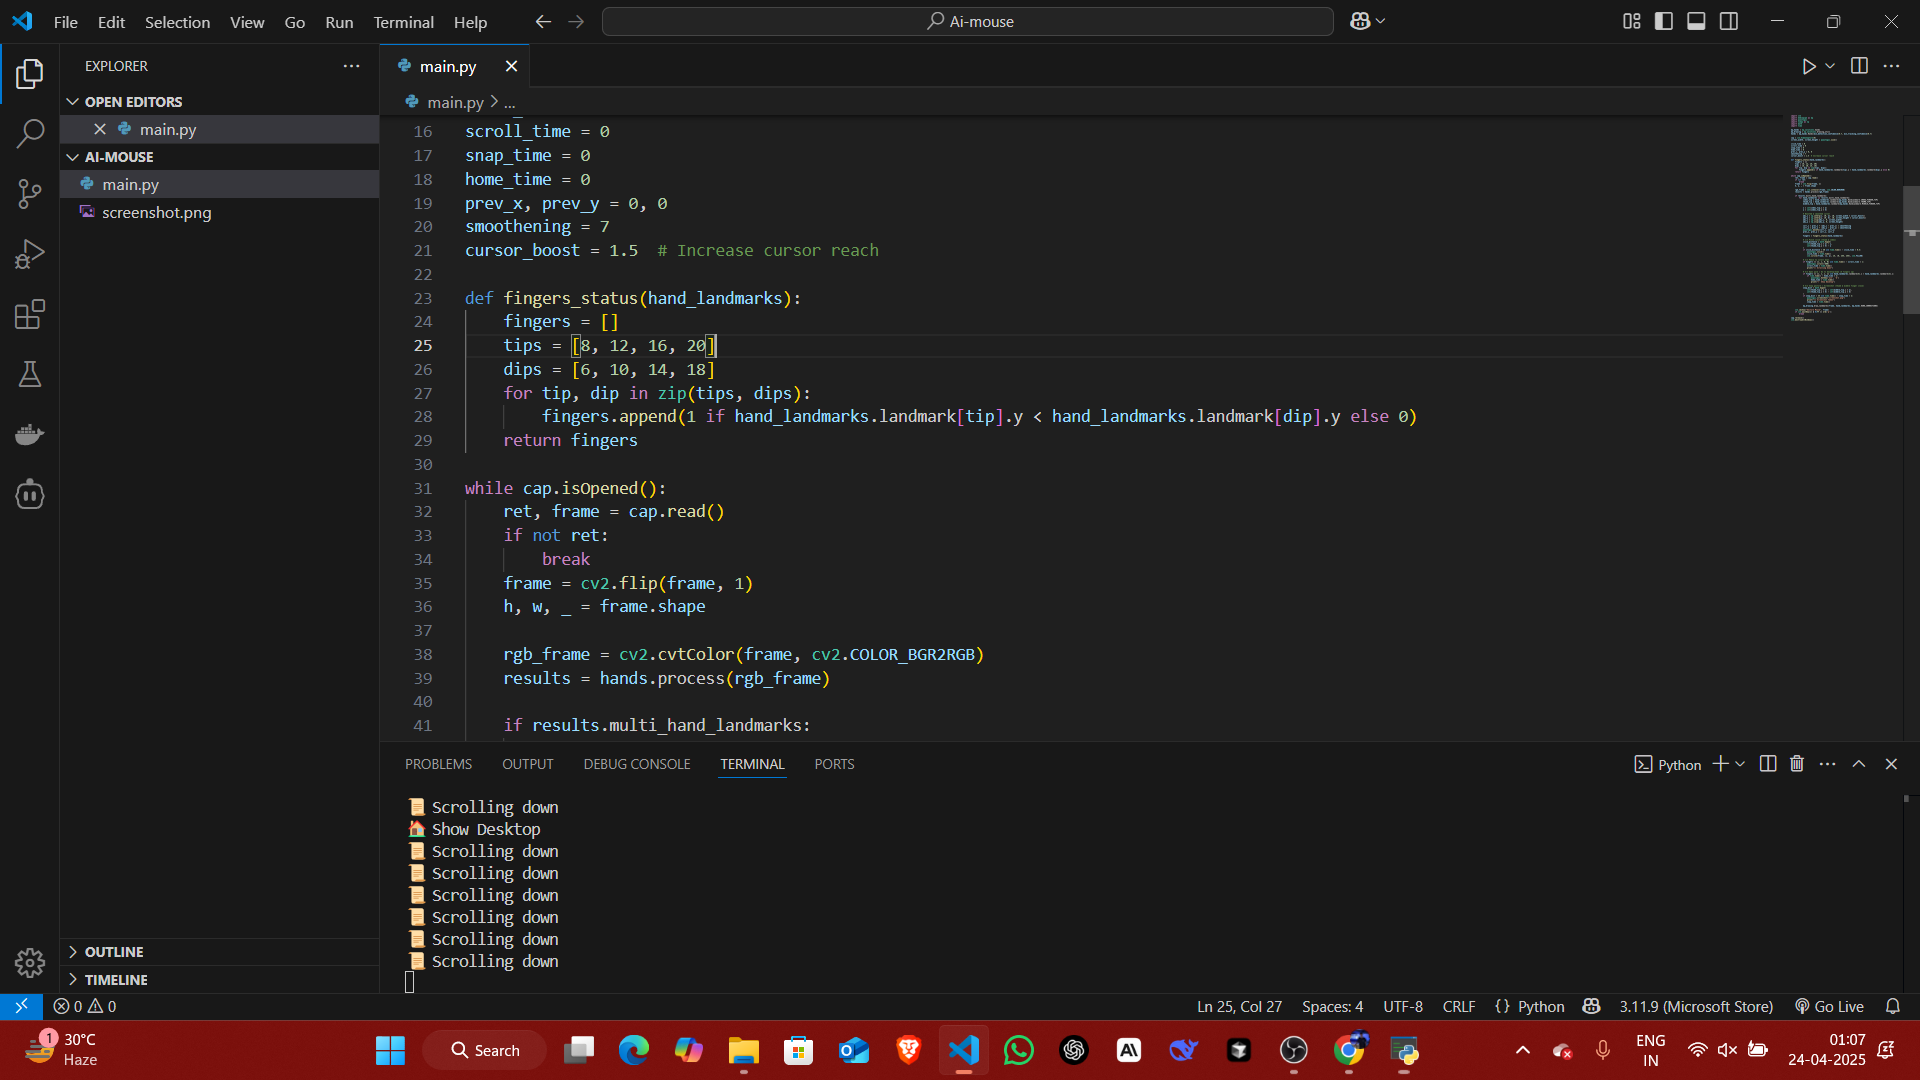 File Edit Selection View Go Run Terminal Help
Ai-mouse
EXPLORER
OPEN EDITORS
main.py
AI-MOUSE
main.py
screenshot.png
OUTLINE
TIMELINE
main.py
main.py > ...
16 scroll_time = 0
17 snap_time = 0
18 home_time = 0
19 prev_x, prev_y = 0, 0
20 smoothening = 7
21 cursor_boost = 1.5  # Increase cursor reach
22
23 def fingers_status(hand_landmarks):
24     fingers = []
25     tips = [8, 12, 16, 20]
26     dips = [6, 10, 14, 18]
27     for tip, dip in zip(tips, dips):
28         fingers.append(1 if hand_landmarks.landmark[tip].y < hand_landmarks.landmark[dip].y else 0)
29     return fingers
30
31 while cap.isOpened():
32     ret, frame = cap.read()
33     if not ret:
34         break
35     frame = cv2.flip(frame, 1)
36     h, w, _ = frame.shape
37
38     rgb_frame = cv2.cvtColor(frame, cv2.COLOR_BGR2RGB)
39     results = hands.process(rgb_frame)
40
41     if results.multi_hand_landmarks:
PROBLEMS OUTPUT DEBUG CONSOLE TERMINAL PORTS
Python
📜 Scrolling down
🏠 Show Desktop
📜 Scrolling down
📜 Scrolling down
📜 Scrolling down
📜 Scrolling down
📜 Scrolling down
📜 Scrolling down
0 0
Ln 25, Col 27 Spaces: 4 UTF-8 CRLF {} Python 3.11.9 (Microsoft Store) Go Live
1
30°C
Haze
Search
ENG
IN
01:07
24-04-2025